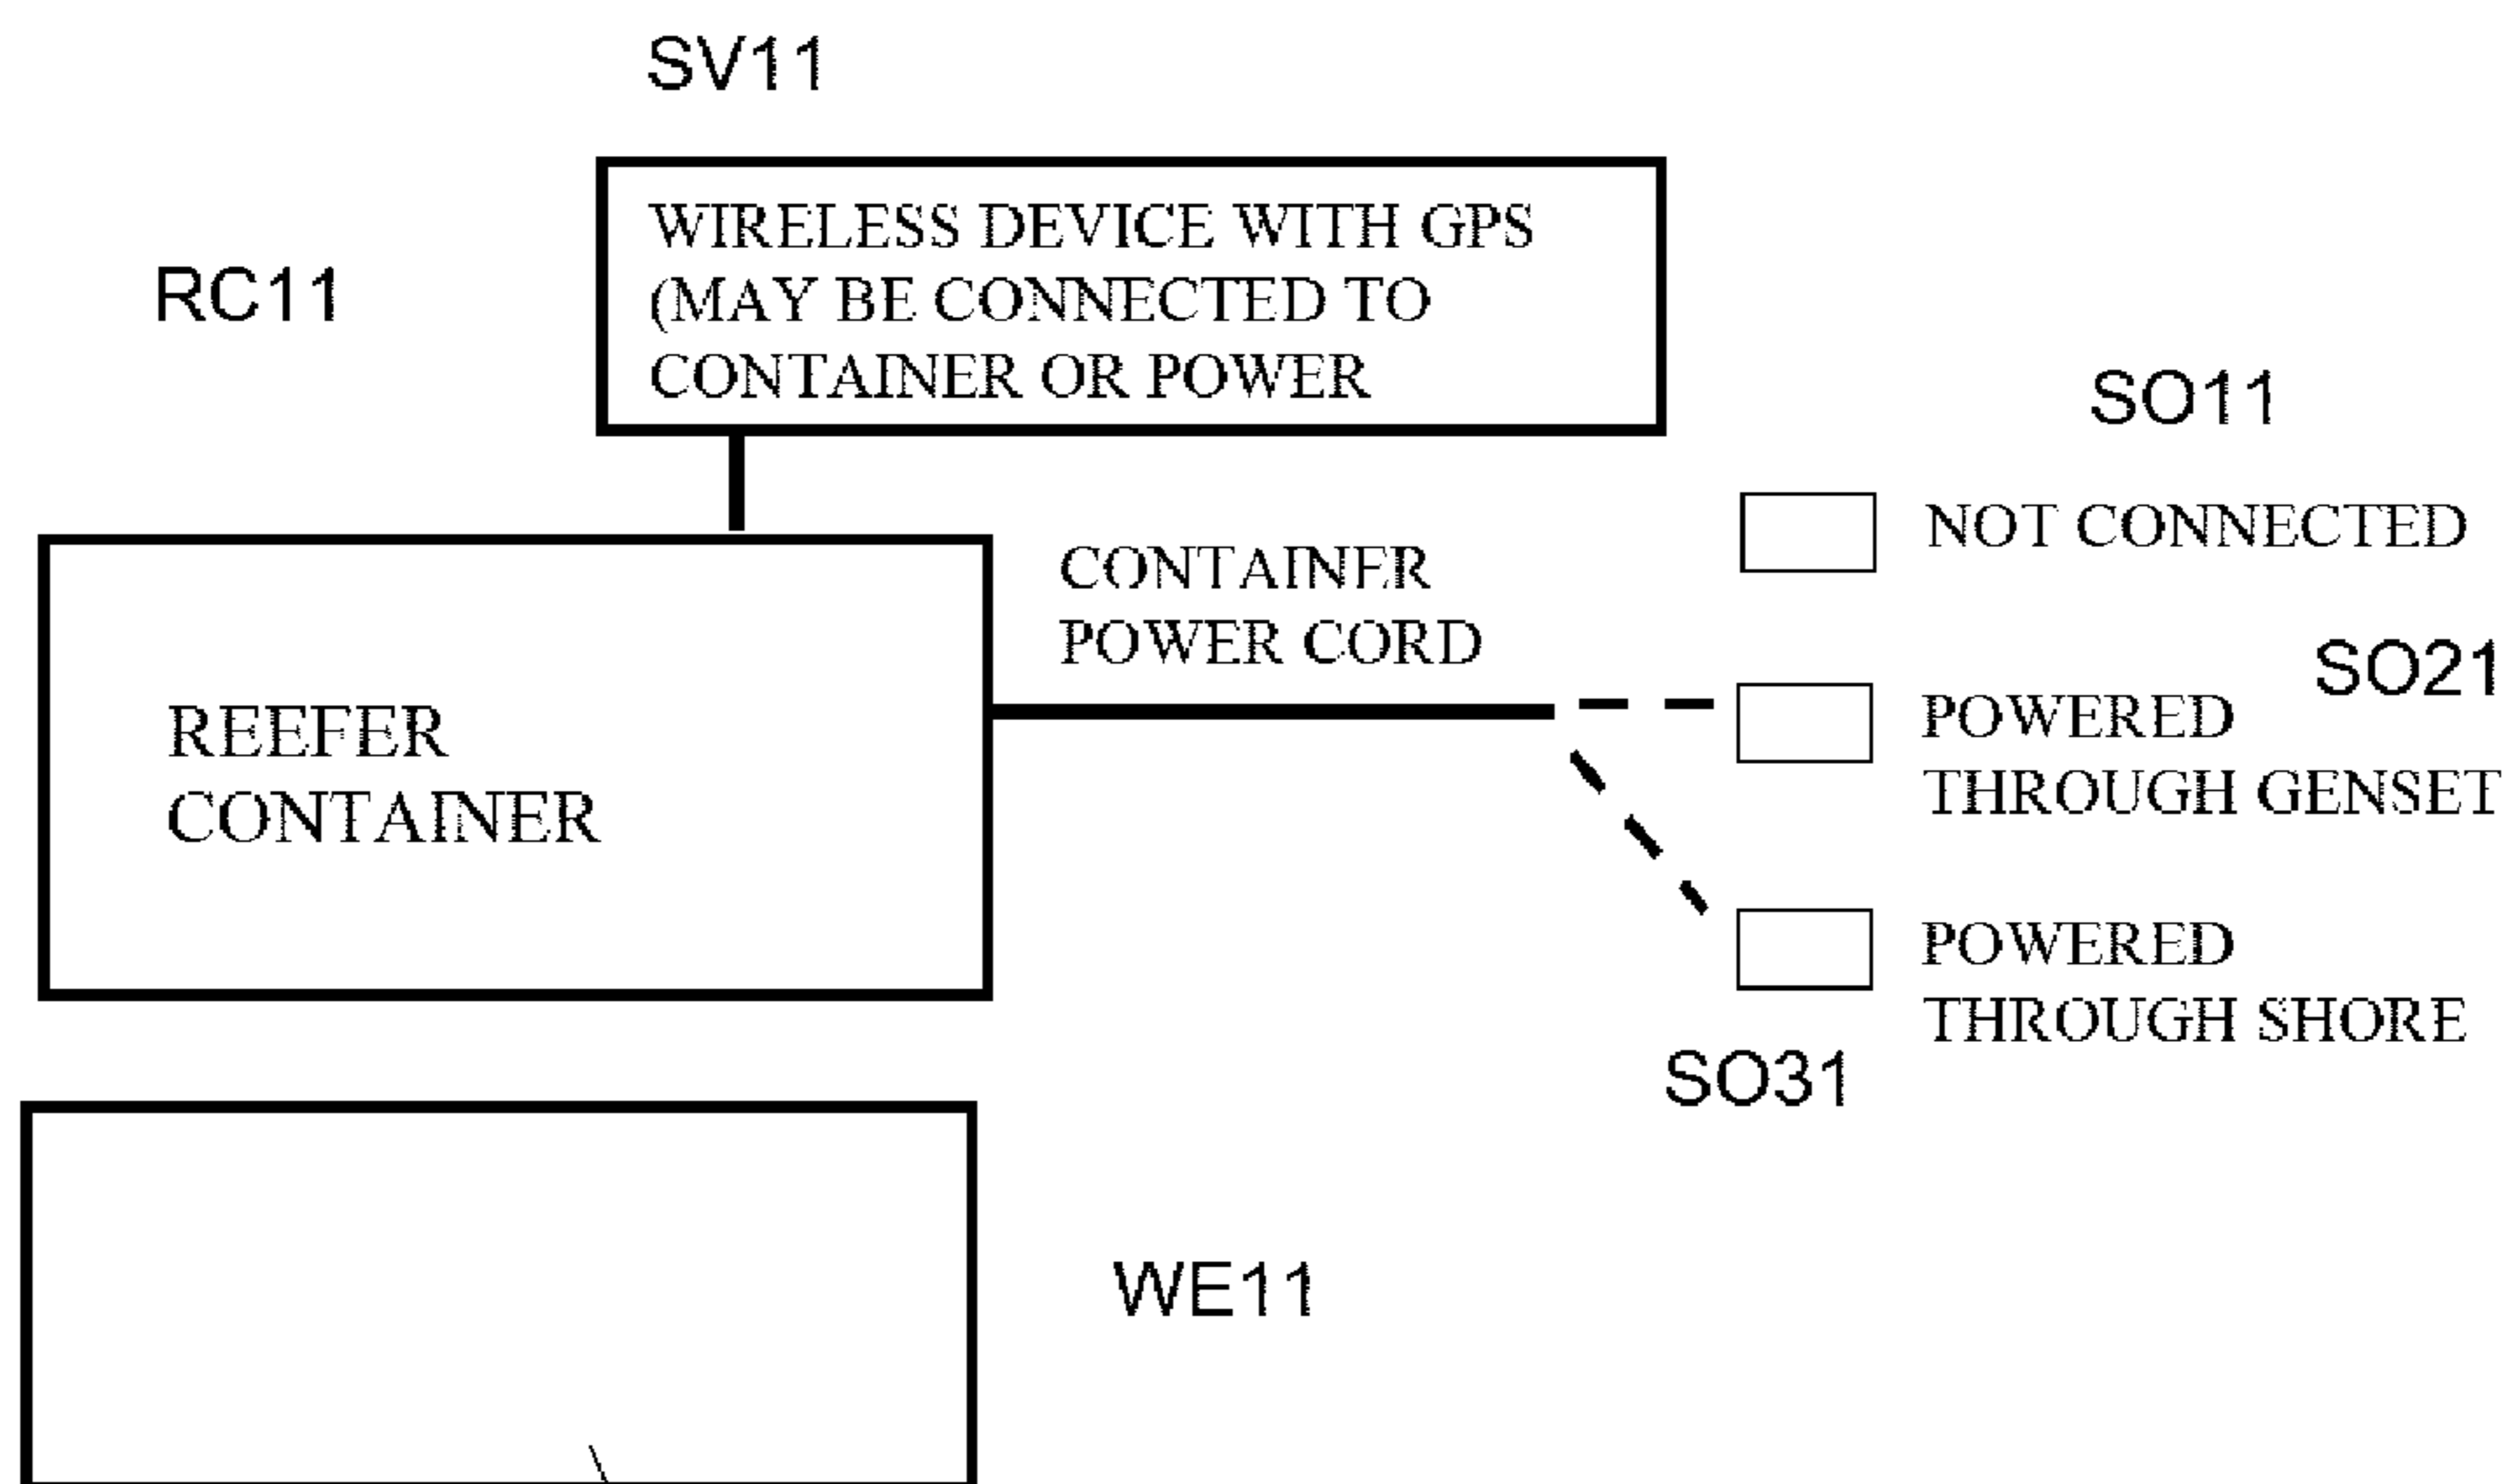 SV11
WIRELESS DEVICE WITH GPS
(MAY BE CONNECTED TO
CONTAINER OR POWER
RC11
SO11
NOT CONNECTED
CONTAINER
POWER CORD
SO21
POWERED
THROUGH GENSET
REEFER
CONTAINER
POWERED
THROUGH SHORE
SO31
WE11